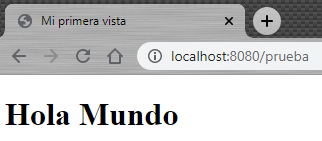 Mi primera vista
localhost:8080/prueba
Hola Mundo